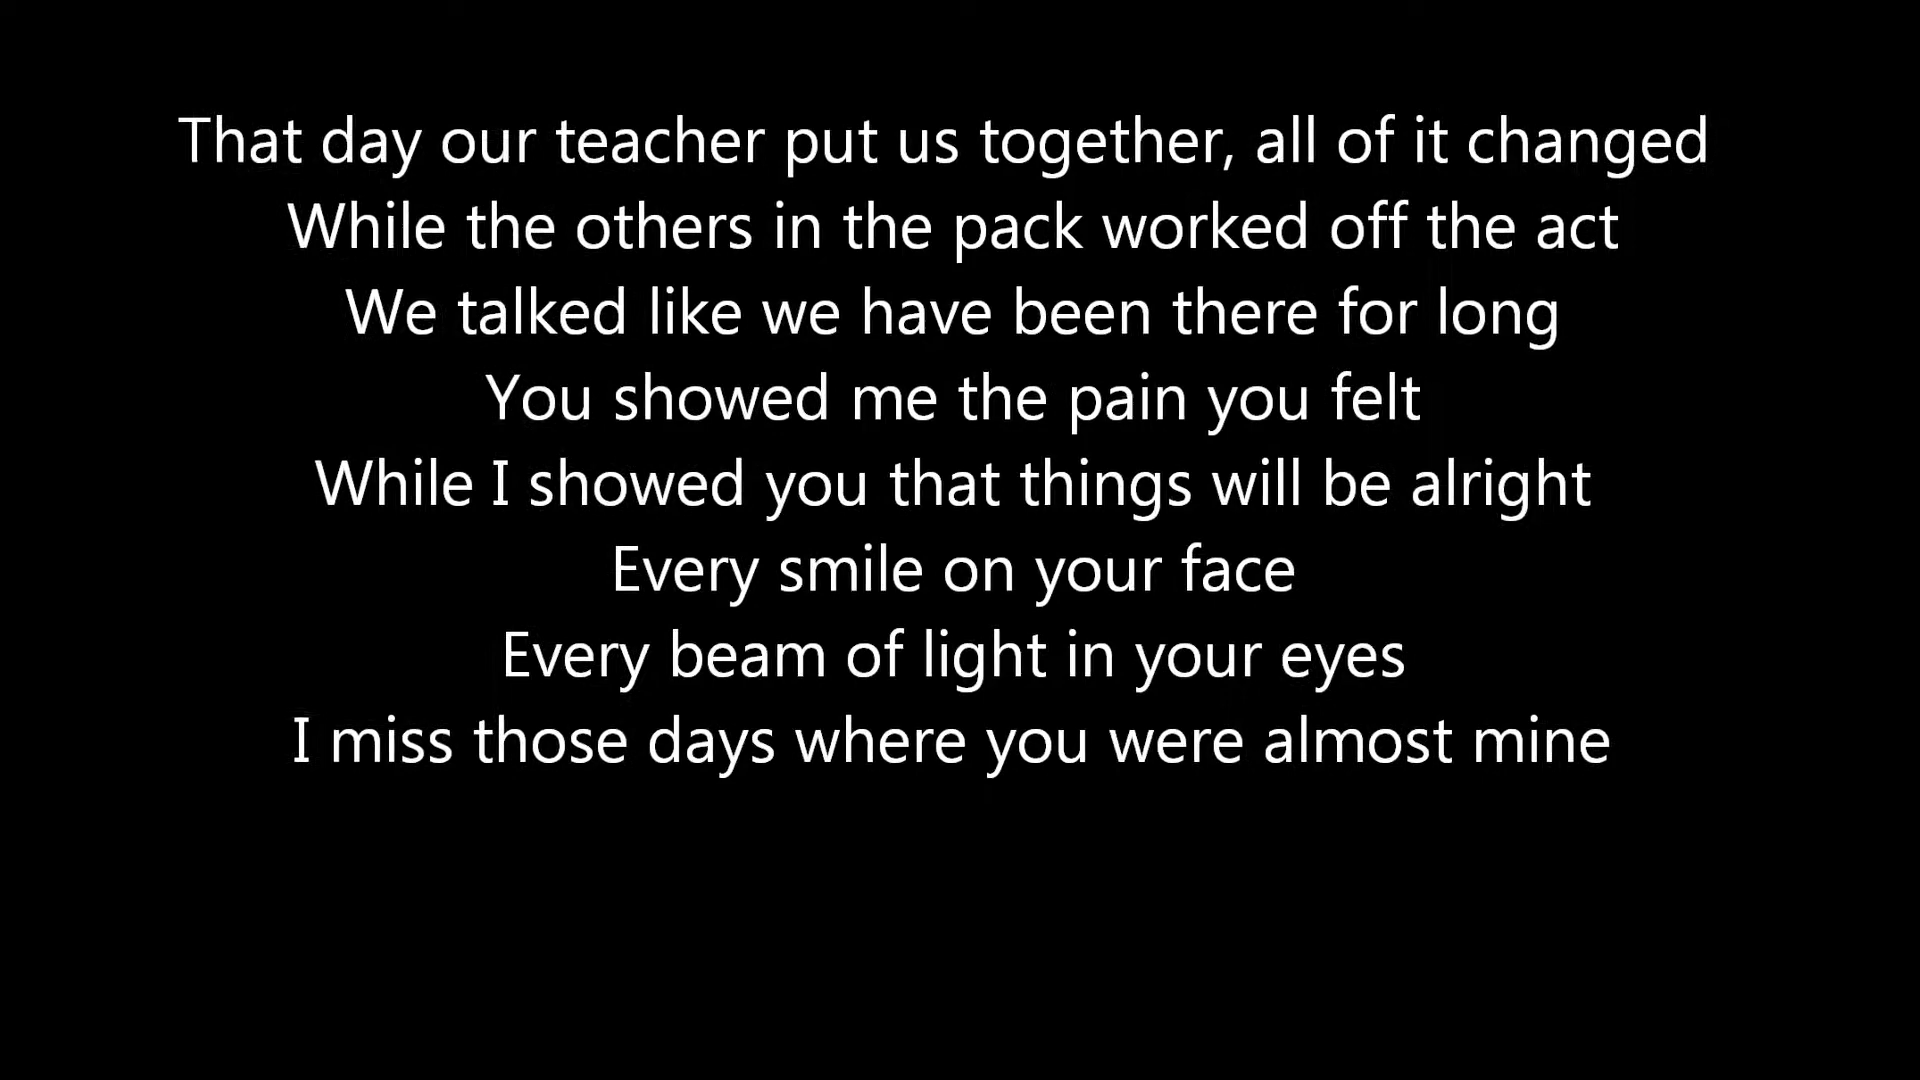 That day our teacher put us together, all of it changed
While the others in the pack worked off the act
We talked like we have been there for long
You showed me the pain you felt
While I showed you that things will be alright
Every smile on your face
Every beam of light in your eyes
I miss those days where you were almost mine